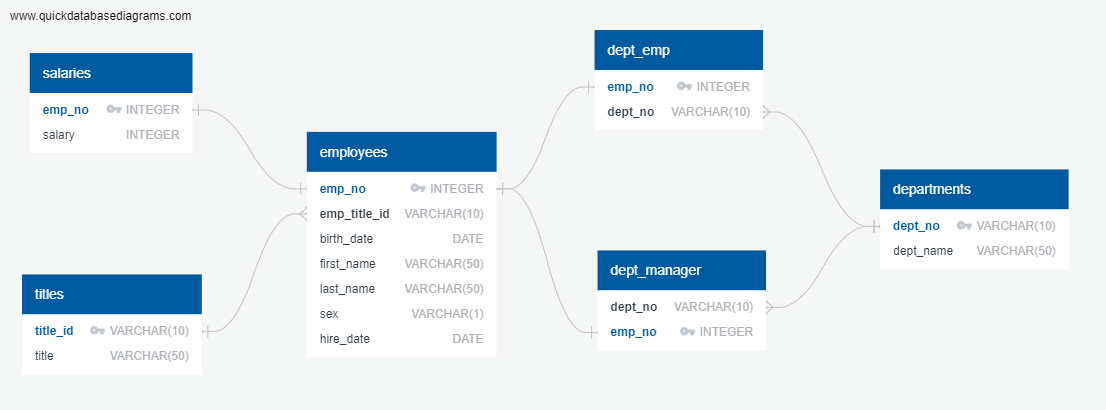 www.quickdatabasediagrams.com
salaries
emp_no INTEGER
salary INTEGER
titles
title_id VARCHAR(10)
title VARCHAR(50)
employees
emp_no INTEGER
emp_title_id VARCHAR(10)
birth_date DATE
first_name VARCHAR(50)
last_name VARCHAR(50)
sex VARCHAR(1)
hire_date DATE
dept_emp
emp_no INTEGER
dept_no VARCHAR(10)
dept_manager
dept_no VARCHAR(10)
emp_no INTEGER
departments
dept_no VARCHAR(10)
dept_name VARCHAR(50)